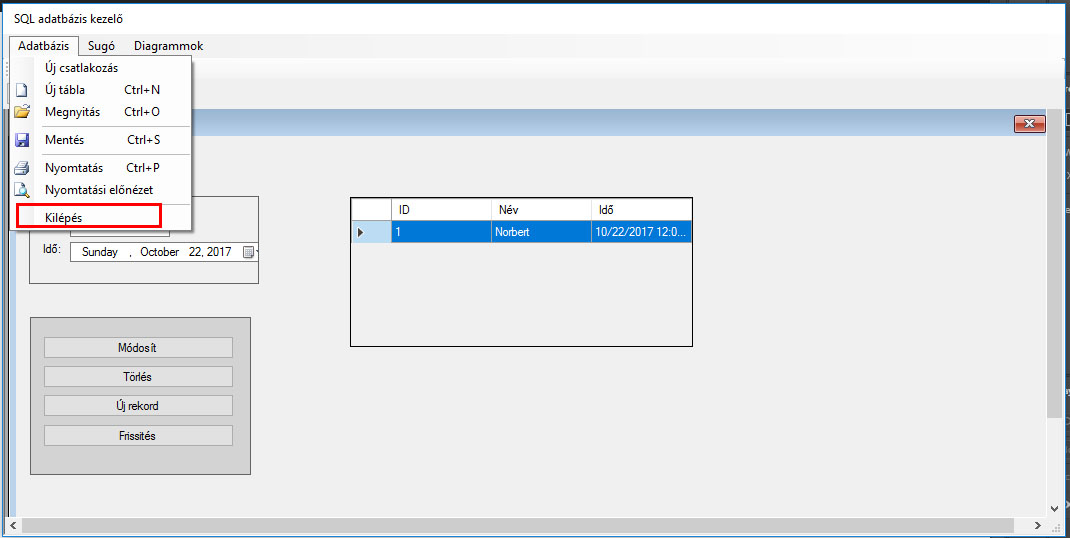 SQL adatbázis kezelő
Adatbázis Sugó Diagrammok
Új csatlakozás
Új tábla Ctrl+N
Megnyitás Ctrl+O
Mentés Ctrl+S
Nyomtatás Ctrl+P
Nyomtatási előnézet
Kilépés
Idő: Sunday , October 22, 2017
ID Név Idő
1 Norbert 10/22/2017 12:0...
Módosít
Törlés
Új rekord
Frissités